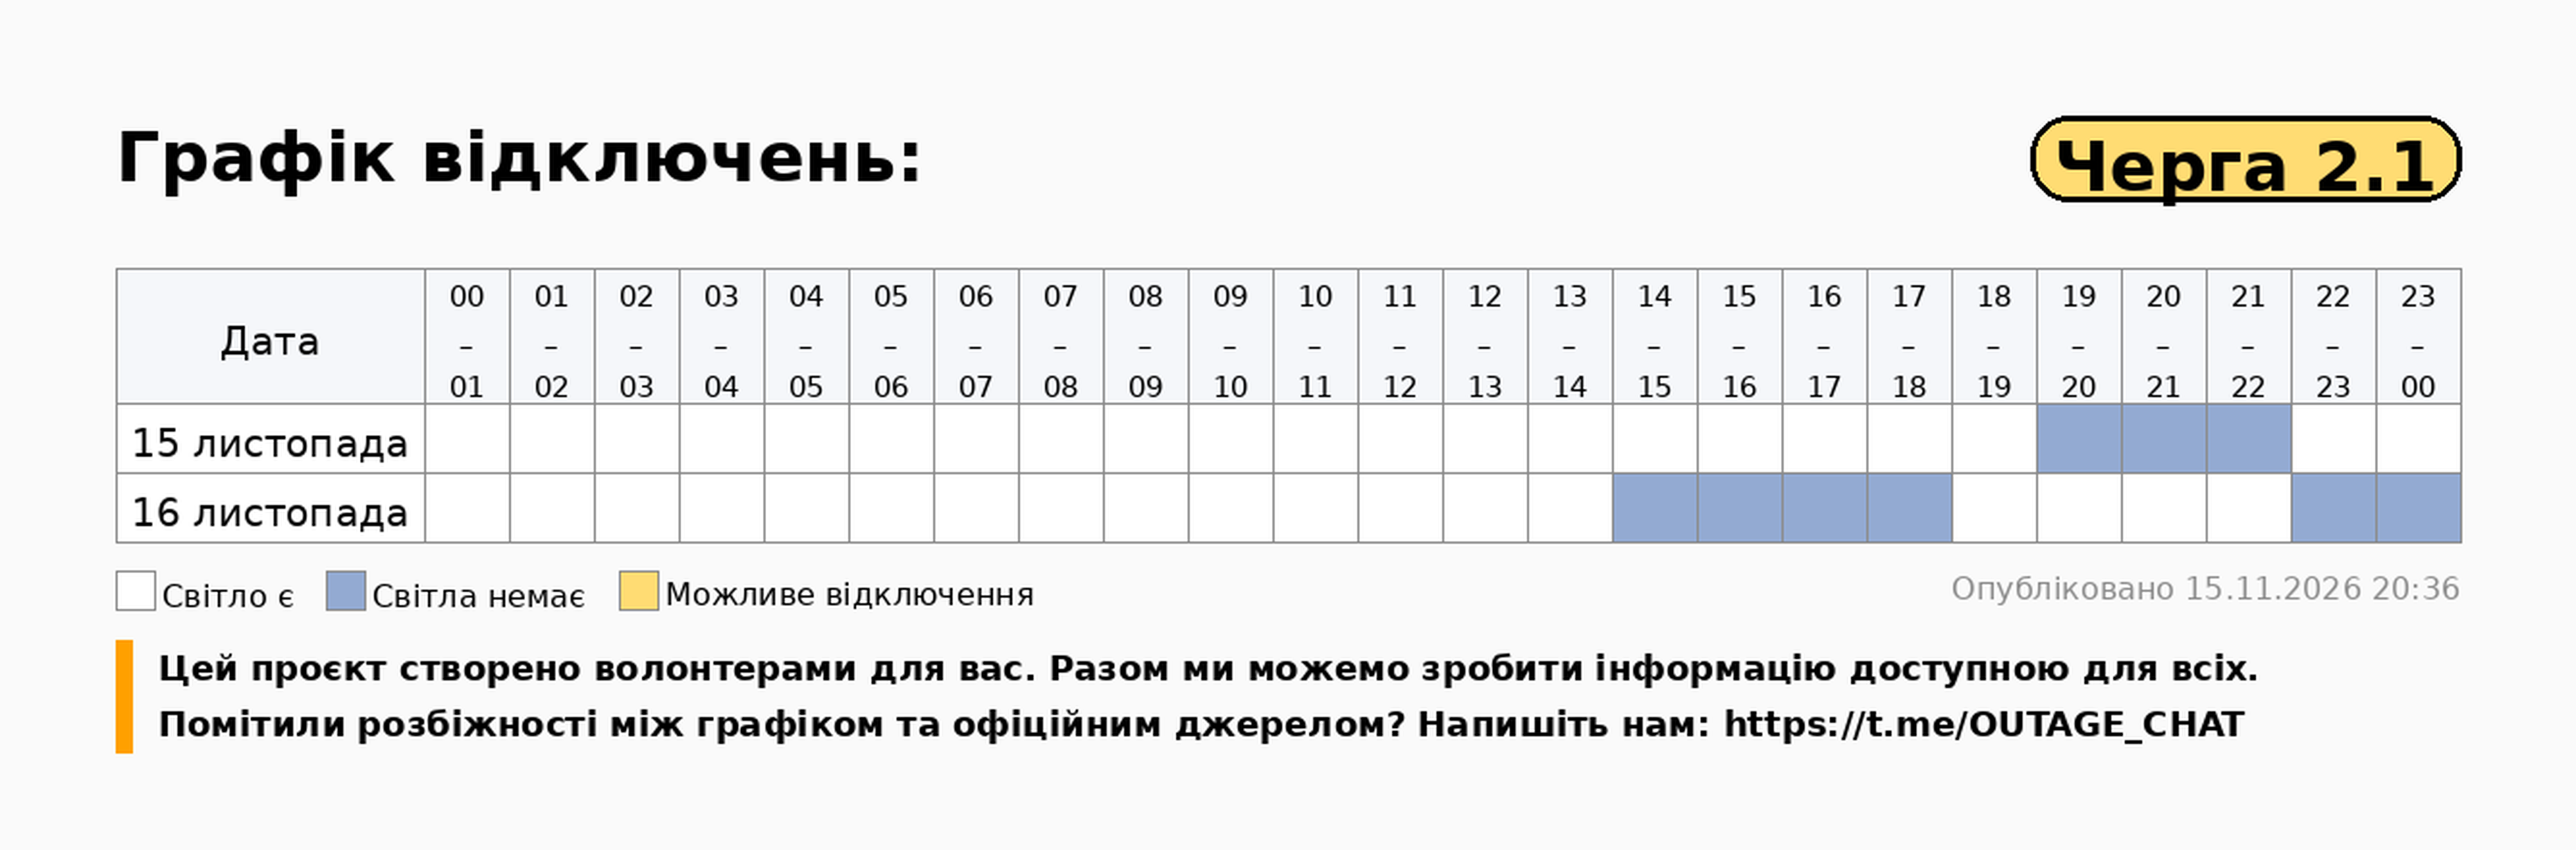 Графік відключень:
Черга 2.1
Дата 00 – 01 01 – 02 02 – 03 03 – 04 04 – 05 05 – 06 06 – 07 07 – 08 08 – 09 09 – 10 10 – 11 11 – 12 12 – 13 13 – 14 14 – 15 15 – 16 16 – 17 17 – 18 18 – 19 19 – 20 20 – 21 21 – 22 22 – 23 23 – 00
15 листопада
16 листопада
Світло є Світла немає Можливе відключення
Опубліковано 15.11.2026 20:36
Цей проєкт створено волонтерами для вас. Разом ми можемо зробити інформацію доступною для всіх.
Помітили розбіжності між графіком та офіційним джерелом? Напишіть нам: https://t.me/OUTAGE_CHAT